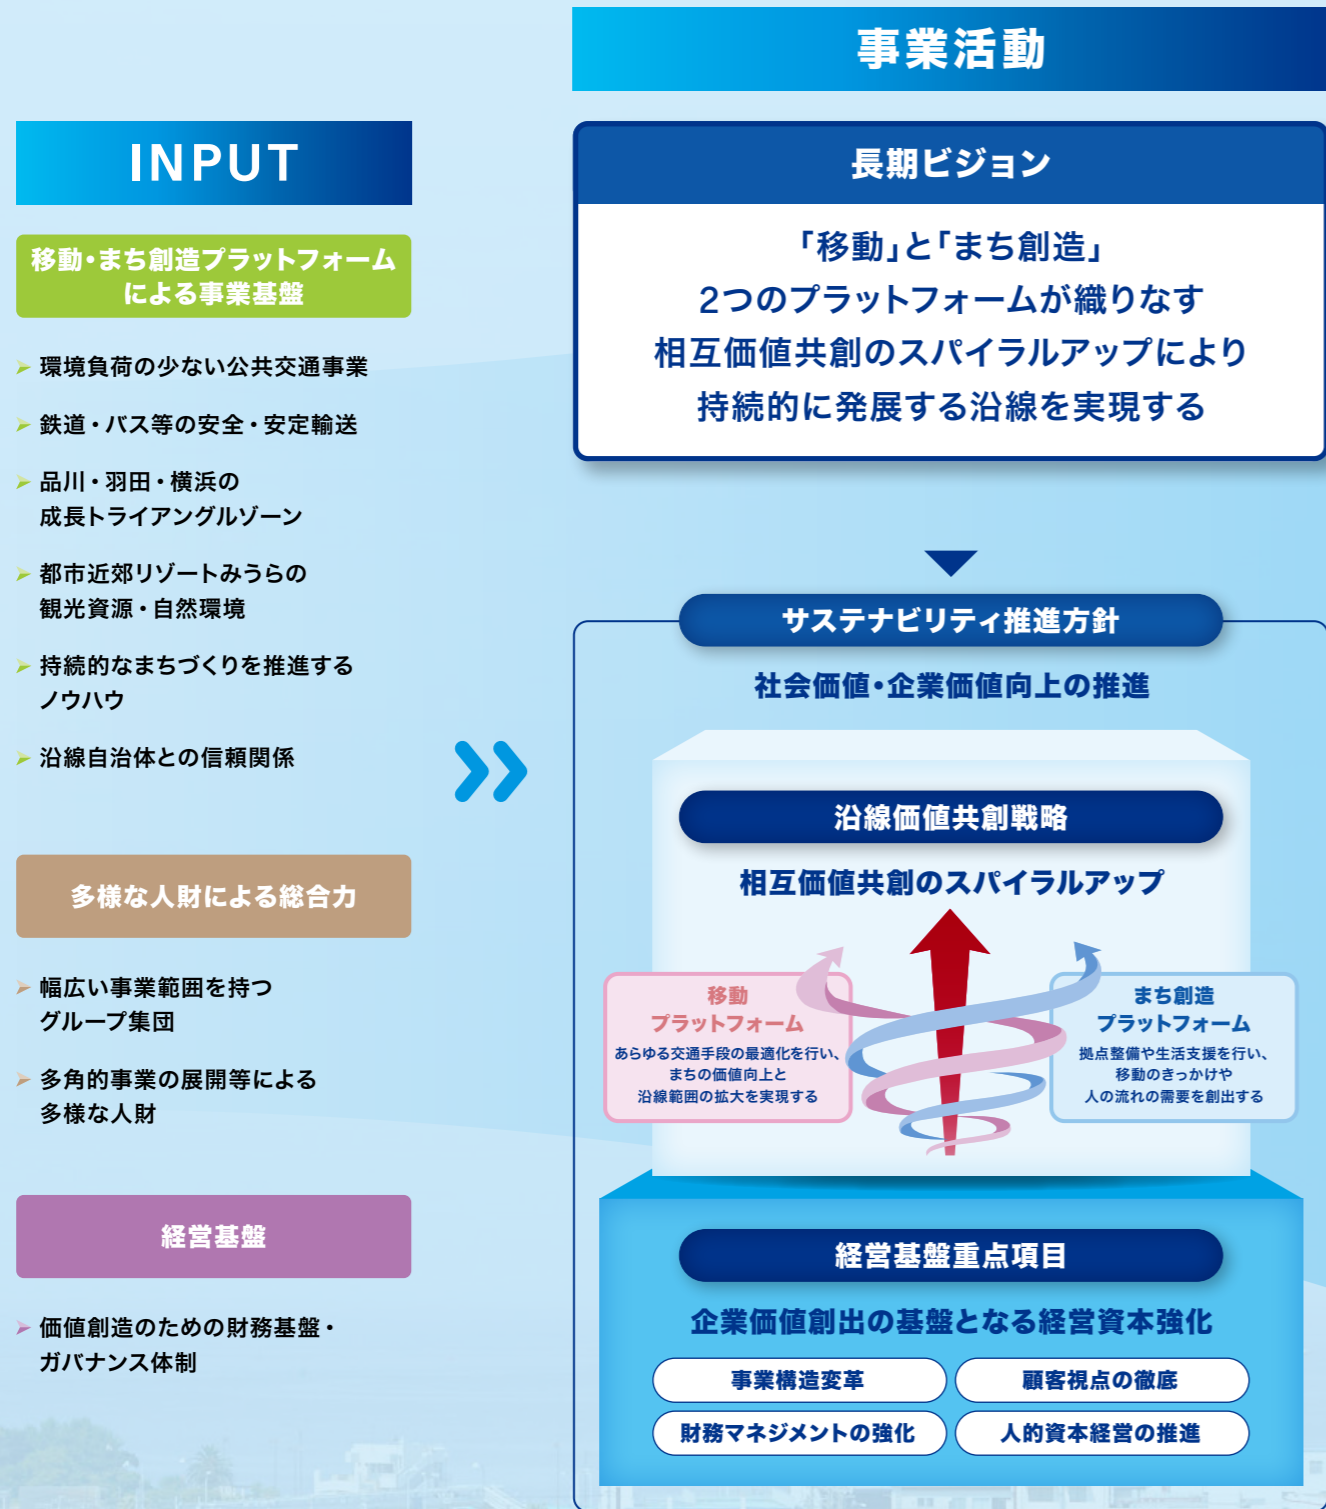 INPUT
移動・まち創造プラットフォーム
による事業基盤
環境負荷の少ない公共交通事業
鉄道・バス等の安全・安定輸送
品川・羽田・横浜の
成長トライアングルゾーン
都市近郊リゾートみうらの
観光資源・自然環境
持続的なまちづくりを推進する
ノウハウ
沿線自治体との信頼関係
多様な人財による総合力
幅広い事業範囲を持つ
グループ集団
多角的事業の展開等による
多様な人財
経営基盤
価値創造のための財務基盤・
ガバナンス体制
事業活動
長期ビジョン
「移動」と「まち創造」
2つのプラットフォームが織りなす
相互価値共創のスパイラルアップにより
持続的に発展する沿線を実現する
サステナビリティ推進方針
社会価値・企業価値向上の推進
沿線価値共創戦略
相互価値共創のスパイラルアップ
移動
プラットフォーム
あらゆる交通手段の最適化を行い、
まちの価値向上と
沿線範囲の拡大を実現する
まち創造
プラットフォーム
拠点整備や生活支援を行い、
移動のきっかけや
人の流れの需要を創出する
経営基盤重点項目
企業価値創出の基盤となる経営資本強化
事業構造変革
顧客視点の徹底
財務マネジメントの強化
人的資本経営の推進